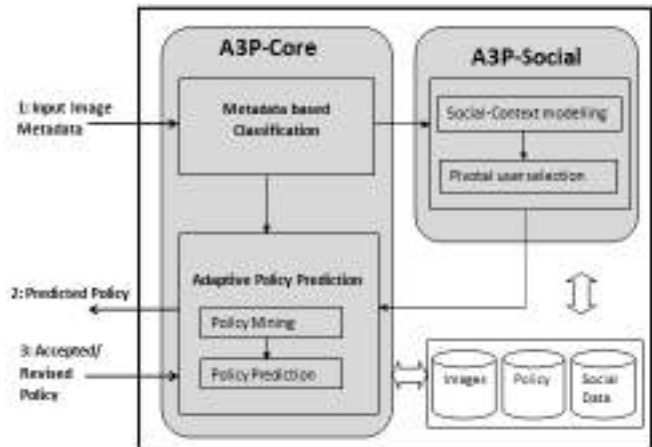 A3P-Core
A3P-Social
1: Input Image
Metadata
Metadata based
Classification
Social-Context modelling
Pivotal user selection
Adaptive Policy Prediction
2: Predicted Policy
Policy Mining
3: Accepted/
Revised
Policy
Policy Prediction
Images
Policy
Social
Data